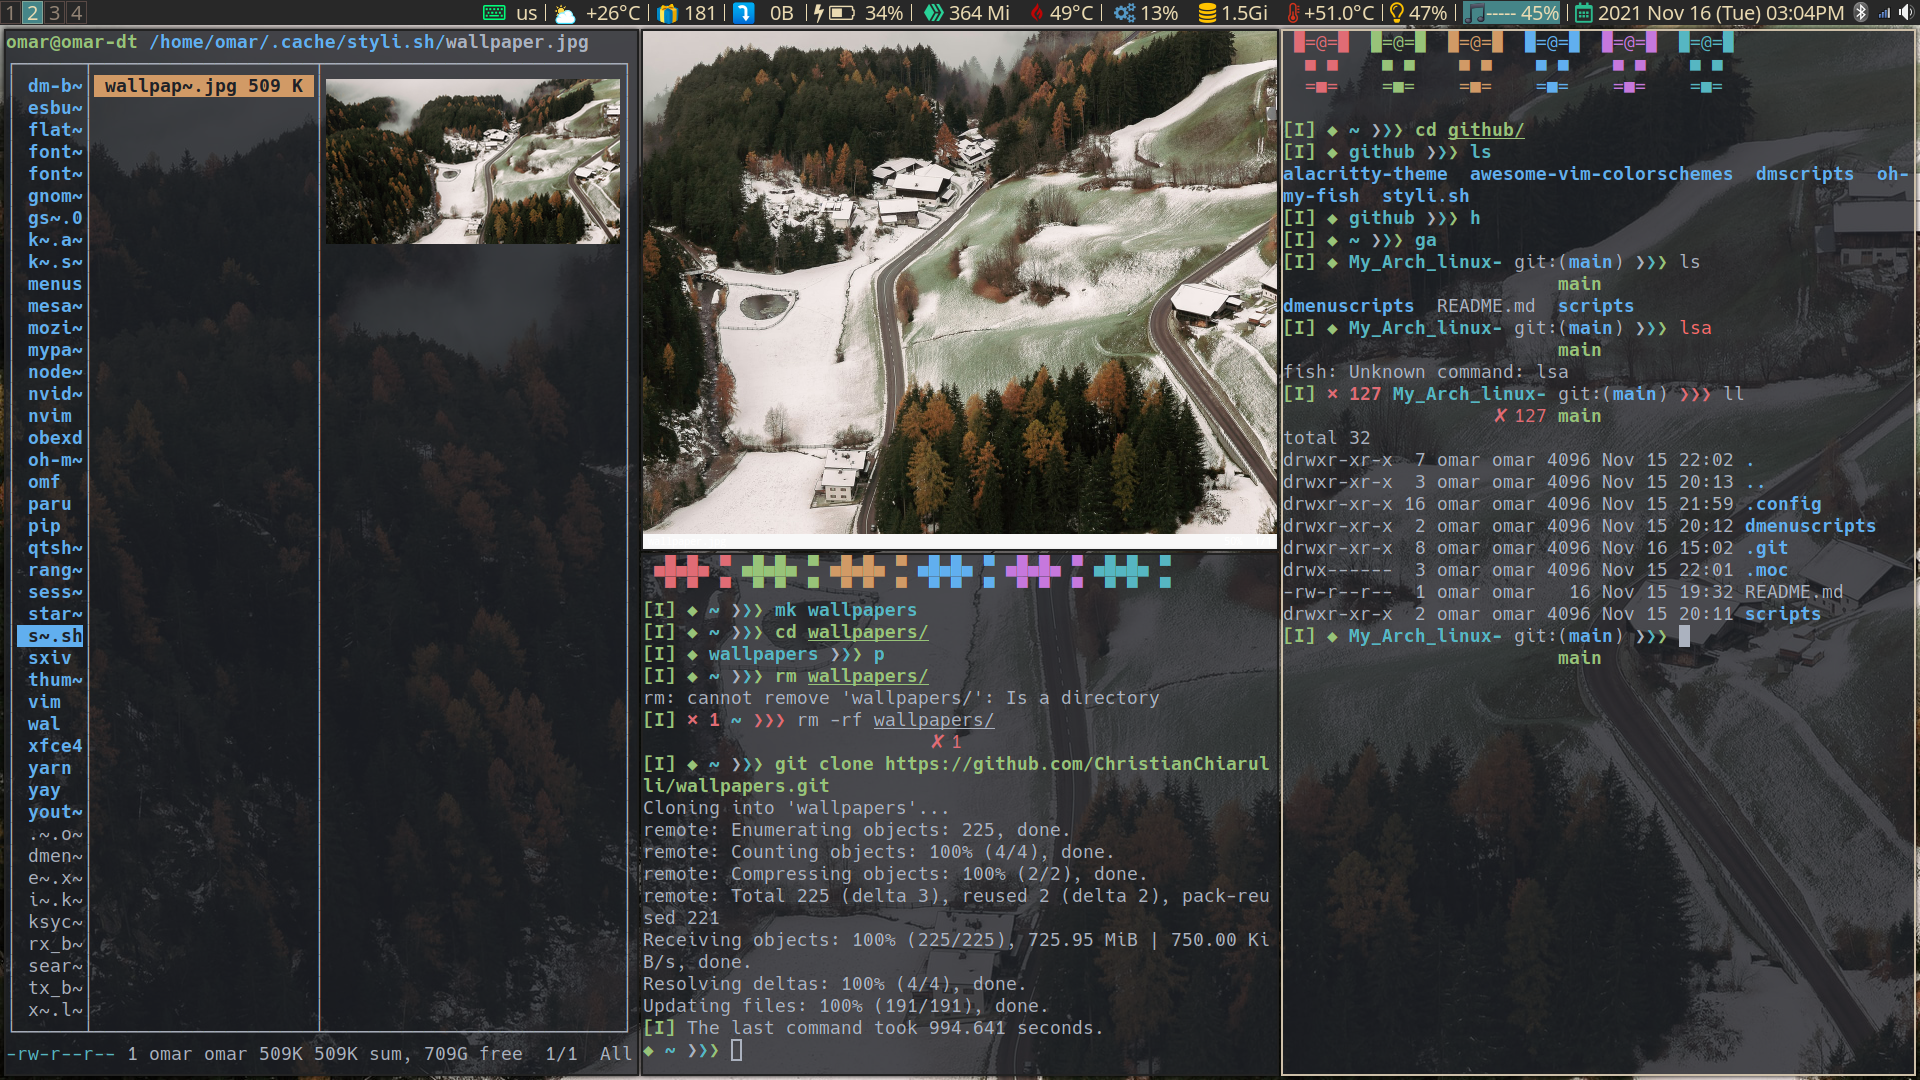 1 2 3 4
us | +26°C | 181 | 0B | 34% | 364 Mi 49°C | 13% 1.5Gi +51.0°C | 47% ----- 45% 2021 Nov 16 (Tue) 03:04PM
omar@omar-dt /home/omar/.cache/styli.sh/wallpaper.jpg
dm-b~
esbu~
flat~
font~
font~
gnom~
gs~.0
k~.a~
k~.s~
menus
mesa~
mozi~
mypa~
node~
nvid~
nvim
obexd
oh-m~
omf
paru
pip
qtsh~
rang~
sess~
star~
s~.sh
sxiv
thum~
vim
wal
xfce4
yarn
yay
yout~
.~.o~
dmen~
e~.x~
i~.k~
ksyc~
rx_b~
sear~
tx_b~
x~.l~
wallpap~.jpg 509 K
-rw-r--r-- 1 omar omar 509K 509K sum, 709G free 1/1 All
[I] ◆ ~ ❯❯❯ mk wallpapers
[I] ◆ ~ ❯❯❯ cd wallpapers/
[I] ◆ wallpapers ❯❯❯ p
[I] ◆ ~ ❯❯❯ rm wallpapers/
rm: cannot remove 'wallpapers/': Is a directory
[I] × 1 ~ ❯❯❯ rm -rf wallpapers/
✗ 1
[I] ◆ ~ ❯❯❯ git clone https://github.com/ChristianChiarul
li/wallpapers.git
Cloning into 'wallpapers'...
remote: Enumerating objects: 225, done.
remote: Counting objects: 100% (4/4), done.
remote: Compressing objects: 100% (2/2), done.
remote: Total 225 (delta 3), reused 2 (delta 2), pack-reu
sed 221
Receiving objects: 100% (225/225), 725.95 MiB | 750.00 Ki
B/s, done.
Resolving deltas: 100% (4/4), done.
Updating files: 100% (191/191), done.
[I] The last command took 994.641 seconds.
◆ ~ ❯❯❯
█=@=█ █=@=█ █=@=█ █=@=█ █=@=█ █=@=█
■ ■ ■ ■ ■ ■ ■ ■ ■ ■ ■ ■
=■= =■= =■= =■= =■= =■=
[I] ◆ ~ ❯❯❯ cd github/
[I] ◆ github ❯❯❯ ls
alacritty-theme awesome-vim-colorschemes dmscripts oh-
my-fish styli.sh
[I] ◆ github ❯❯❯ h
[I] ◆ ~ ❯❯❯ ga
[I] ◆ My_Arch_linux- git:(main) ❯❯❯ ls
main
dmenuscripts README.md scripts
[I] ◆ My_Arch_linux- git:(main) ❯❯❯ lsa
main
fish: Unknown command: lsa
[I] × 127 My_Arch_linux- git:(main) ❯❯❯ ll
✗ 127 main
total 32
drwxr-xr-x 7 omar omar 4096 Nov 15 22:02 .
drwxr-xr-x 3 omar omar 4096 Nov 15 20:13 ..
drwxr-xr-x 16 omar omar 4096 Nov 15 21:59 .config
drwxr-xr-x 2 omar omar 4096 Nov 15 20:12 dmenuscripts
drwxr-xr-x 8 omar omar 4096 Nov 16 15:02 .git
drwx------ 3 omar omar 4096 Nov 15 22:01 .moc
-rw-r--r-- 1 omar omar 16 Nov 15 19:32 README.md
drwxr-xr-x 2 omar omar 4096 Nov 15 20:11 scripts
[I] ◆ My_Arch_linux- git:(main) ❯❯❯
main